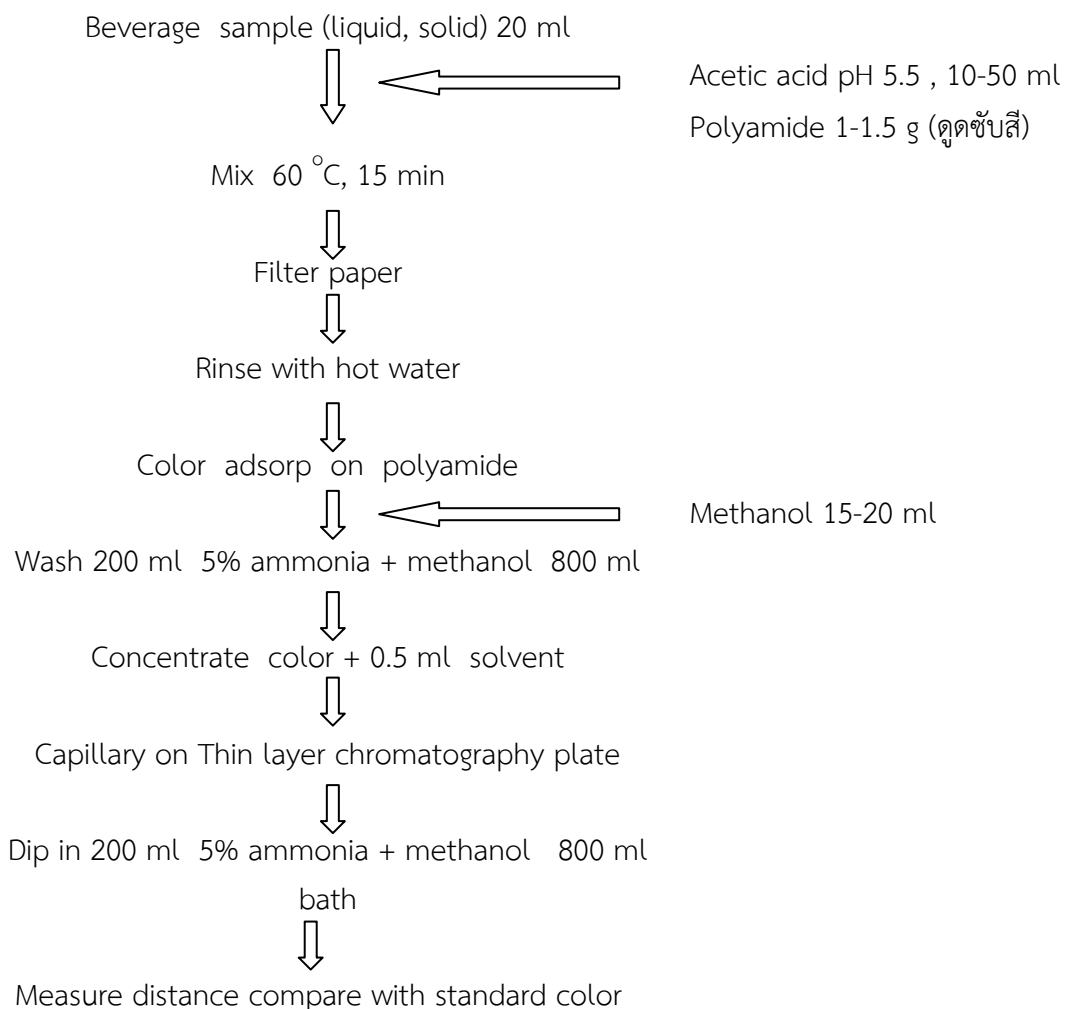 Beverage sample (liquid, solid) 20 ml
Acetic acid pH 5.5 , 10-50 ml
Polyamide 1-1.5 g (ดูดซับสี)
Mix 60 °C, 15 min
Filter paper
Rinse with hot water
Color adsorp on polyamide
Methanol 15-20 ml
Wash 200 ml 5% ammonia + methanol 800 ml
Concentrate color + 0.5 ml solvent
Capillary on Thin layer chromatography plate
Dip in 200 ml 5% ammonia + methanol 800 ml
bath
Measure distance compare with standard color